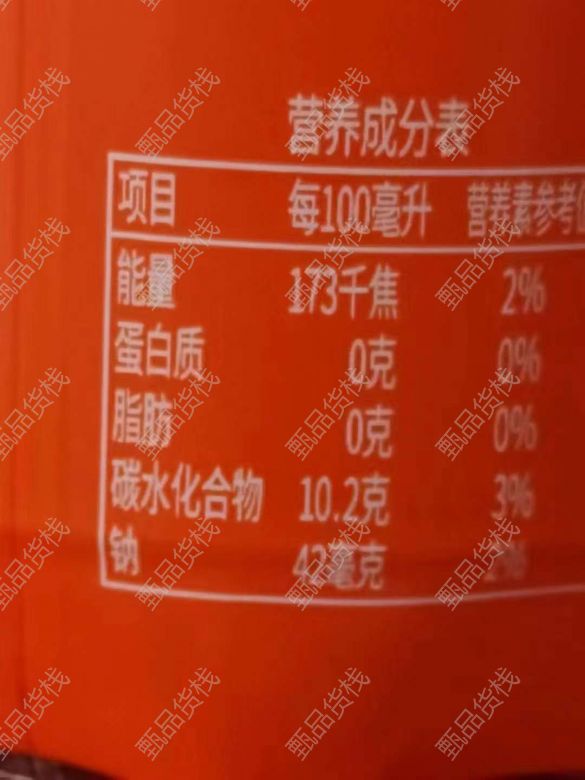 营养成分表
项目 每100毫升 营养素参考
能量 173千焦 2%
蛋白质 0克 0%
脂肪 0克 0%
碳水化合物 10.2克 3%
钠 42毫克 2%
甄品货栈